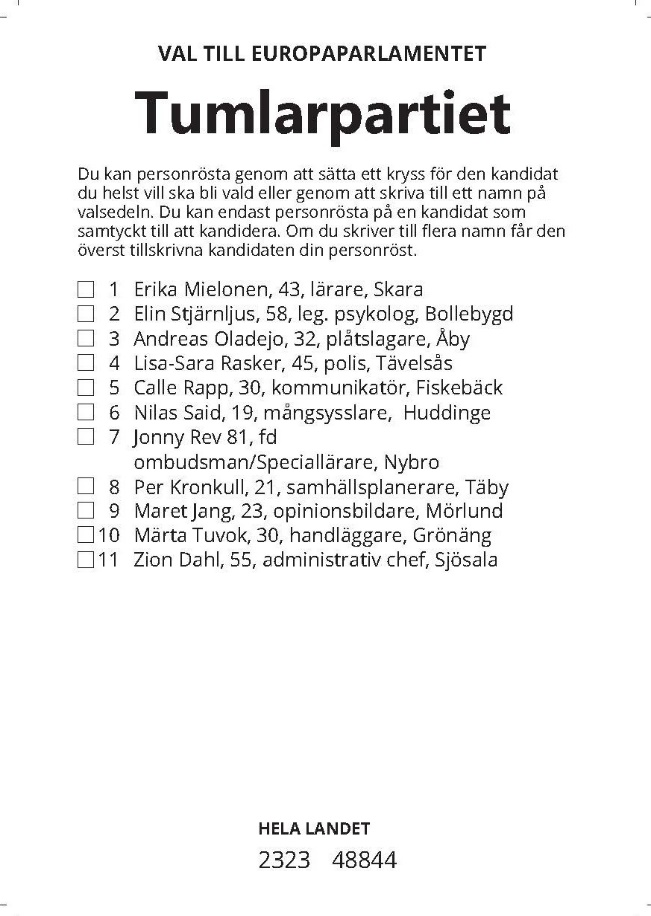 VAL TILL EUROPAPARLAMENTET
Tumlarpartiet
Du kan personrösta genom att sätta ett kryss för den kandidat
du helst vill ska bli vald eller genom att skriva till ett namn på
valsedeln. Du kan endast personrösta på en kandidat som
samtyckt till att kandidera. Om du skriver till flera namn får den
överst tillskrivna kandidaten din personröst.
1 Erika Mielonen, 43, lärare, Skara
2 Elin Stjärnljus, 58, leg. psykolog, Bollebygd
3 Andreas Oladejo, 32, plåtslagare, Åby
4 Lisa-Sara Rasker, 45, polis, Tävelsås
5 Calle Rapp, 30, kommunikatör, Fiskebäck
6 Nilas Said, 19, mångsysslare, Huddinge
7 Jonny Rev 81, fd
ombudsman/Speciallärare, Nybro
8 Per Kronkull, 21, samhällsplanerare, Täby
9 Maret Jang, 23, opinionsbildare, Mörlund
10 Märta Tuvok, 30, handläggare, Grönäng
11 Zion Dahl, 55, administrativ chef, Sjösala
HELA LANDET
2323 48844